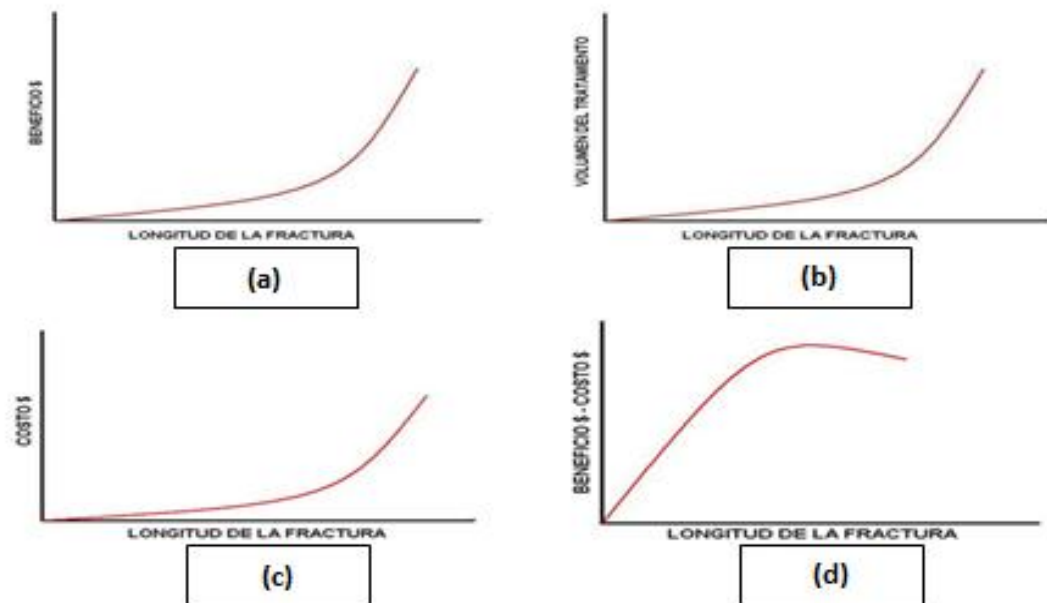 BENEFICIO $
LONGITUD DE LA FRACTURA
(a)
VOLUMEN DEL TRATAMIENTO
LONGITUD DE LA FRACTURA
(b)
COSTO $
LONGITUD DE LA FRACTURA
(c)
BENEFICIO $ - COSTO $
LONGITUD DE LA FRACTURA
(d)